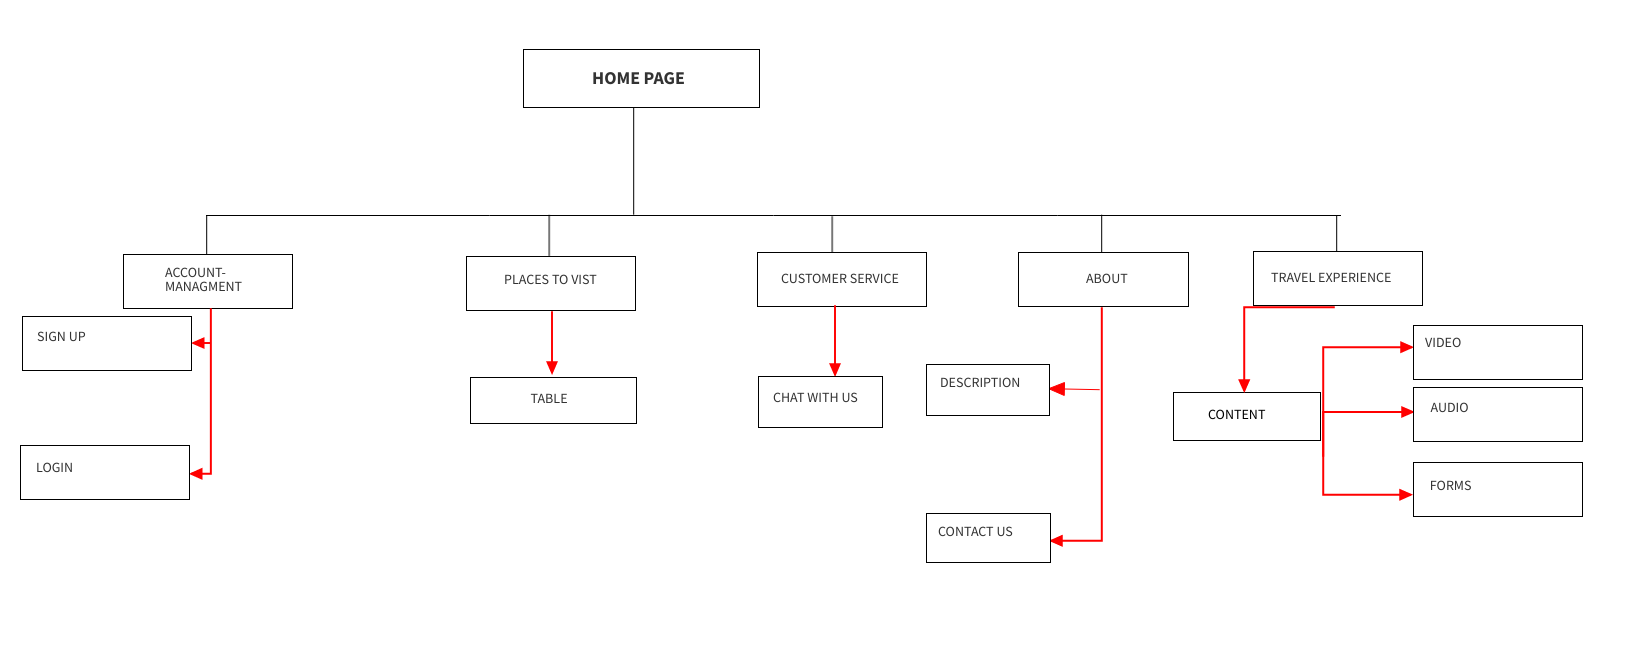 HOME PAGE
ACCOUNT-
MANAGMENT
PLACES TO VIST
CUSTOMER SERVICE
ABOUT
TRAVEL EXPERIENCE
SIGN UP
LOGIN
TABLE
CHAT WITH US
DESCRIPTION
CONTACT US
CONTENT
VIDEO
AUDIO
FORMS